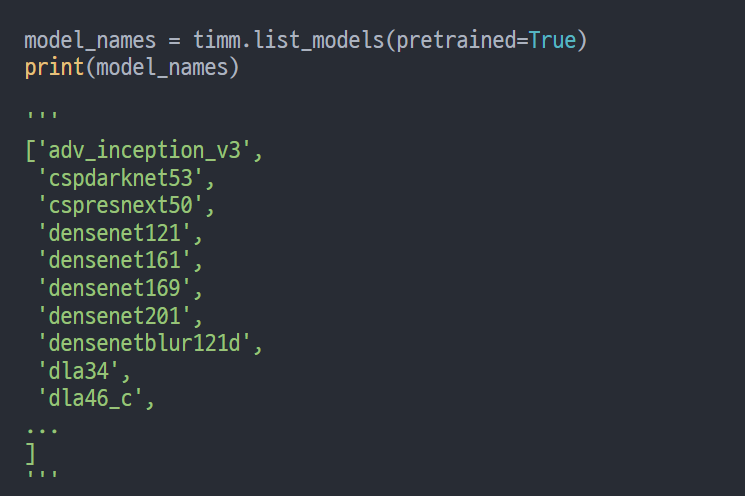 model_names = timm.list_models(pretrained=True)
print(model_names)
'''
['adv_inception_v3',
 'cspdarknet53',
 'cspresnext50',
 'densenet121',
 'densenet161',
 'densenet169',
 'densenet201',
 'densenetblur121d',
 'dla34',
 'dla46_c',
...
]
'''